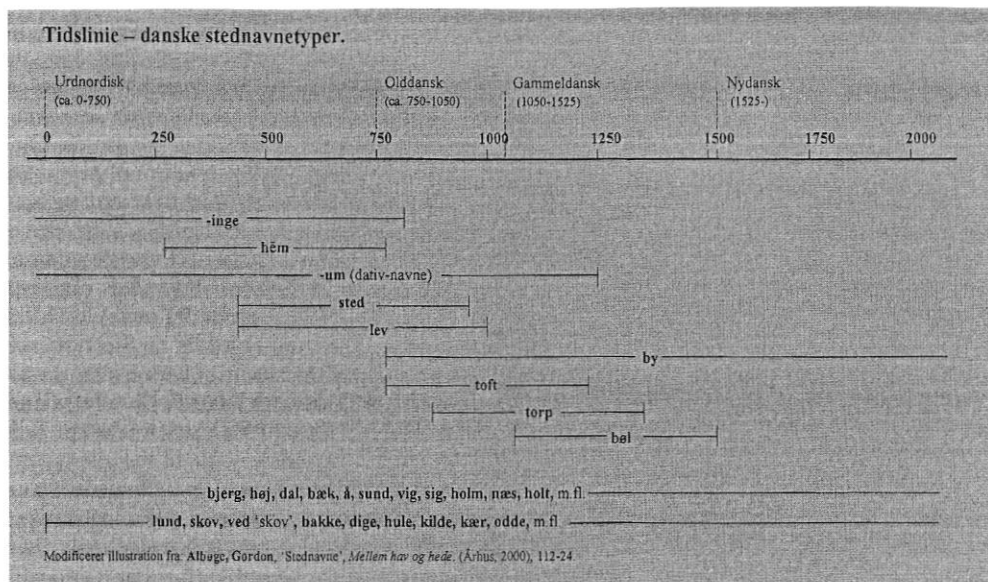 Tidslinie – danske stednavnetyper.
Urdnordisk Olddansk Gammeldansk Nydansk
(ca. 0-750) (ca. 750-1050) (1050-1525) (1525-)
0 250 500 750 1000 1250 1500 1750 2000
-inge
hēm
-um (dativ-navne)
sted
lev
by
toft
torp
bøl
bjerg, høj, dal, bæk, å, sund, vig, sig, holm, næs, holt, m.fl.
lund, skov, ved 'skov', bakke, dige, hule, kilde, kær, odde, m.fl
Modificeret illustration fra: Albøge, Gordon, 'Stednavne', Mellem hav og hede. (Århus, 2000), 112-24.